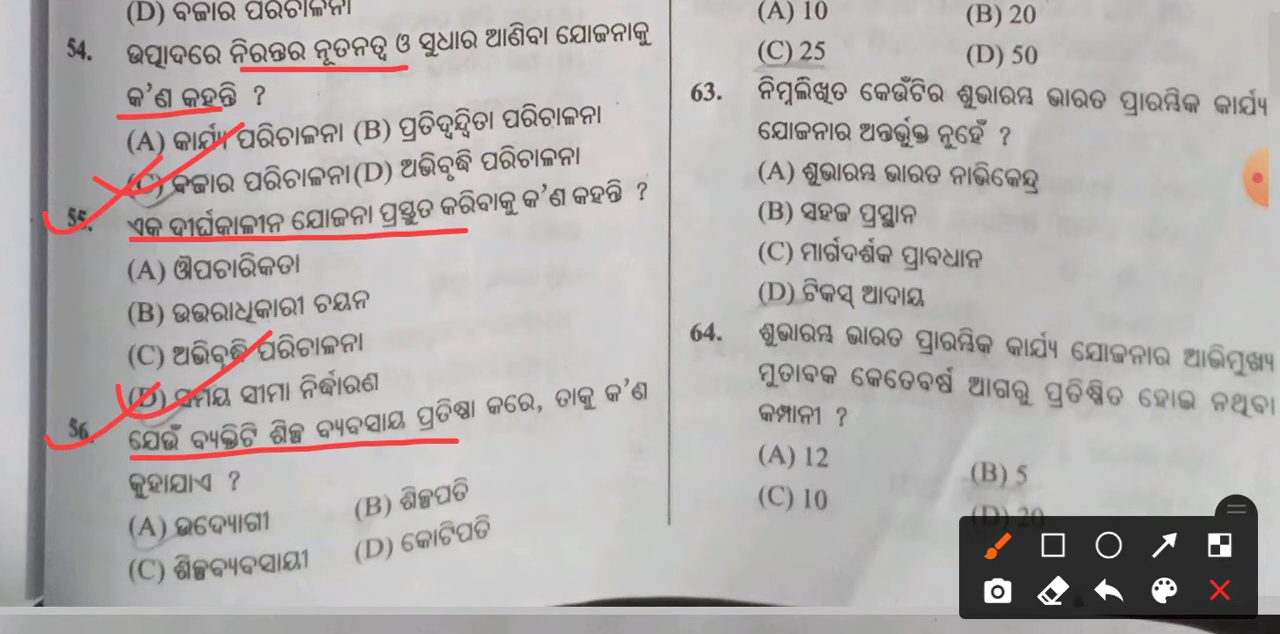 (D) ବଜାର ପରିଚାଳନା
54. ଉତ୍ପାଦରେ ନିରନ୍ତର ନୂତନତ୍ୱ ଓ ସୁଧାର ଆଣିବା ଯୋଜନାକୁ
କ'ଣ କହନ୍ତି ?
(A) କାର୍ଯ୍ୟ ପରିଚାଳନା (B) ପ୍ରତିଦ୍ୱନ୍ଦ୍ୱିତା ପରିଚାଳନା
(C) ବଜାର ପରିଚାଳନା (D) ଅଭିବୃଦ୍ଧି ପରିଚାଳନା
55. ଏକ ଦୀର୍ଘକାଳୀନ ଯୋଜନା ପ୍ରସ୍ତୁତ କରିବାକୁ କ'ଣ କହନ୍ତି ?
(A) ଔପଚାରିକତା
(B) ଉତ୍ତରାଧିକାରୀ ଚୟନ
(C) ଅଭିବୃଦ୍ଧି ପରିଚାଳନା
(D) ସମୟ ସୀମା ନିର୍ଦ୍ଧାରଣ
56. ଯେଉଁ ବ୍ୟକ୍ତିଟି ଶିଳ୍ପ ବ୍ୟବସାୟ ପ୍ରତିଷ୍ଠା କରେ, ତାକୁ କ'ଣ
କୁହାଯାଏ ?
(A) ଉଦ୍ୟୋଗୀ (B) ଶିଳ୍ପପତି
(C) ଶିଳ୍ପବ୍ୟବସାୟୀ (D) କୋଟିପତି
(A) 10 (B) 20
(C) 25 (D) 50
63. ନିମ୍ନଲିଖିତ କେଉଁଟିର ଶୁଭାରମ୍ଭ ଭାରତ ପ୍ରାରମ୍ଭିକ କାର୍ଯ୍ୟ
ଯୋଜନାର ଅନ୍ତର୍ଭୁକ୍ତ ନୁହେଁ ?
(A) ଶୁଭାରମ୍ଭ ଭାରତ ନାଭିକେନ୍ଦ୍ର
(B) ସହଜ ପ୍ରସ୍ଥାନ
(C) ମାର୍ଗଦର୍ଶକ ପ୍ରାବଧାନ
(D) ଟିକସ୍ ଆଦାୟ
64. ଶୁଭାରମ୍ଭ ଭାରତ ପ୍ରାରମ୍ଭିକ କାର୍ଯ୍ୟ ଯୋଜନାର ଆଭିମୁଖ୍ୟ
ମୁତାବକ କେତେବର୍ଷ ଆଗରୁ ପ୍ରତିଷ୍ଠିତ ହୋଇ ନଥିବା
କମ୍ପାନୀ ?
(A) 12 (B) 5
(C) 10 (D) 20